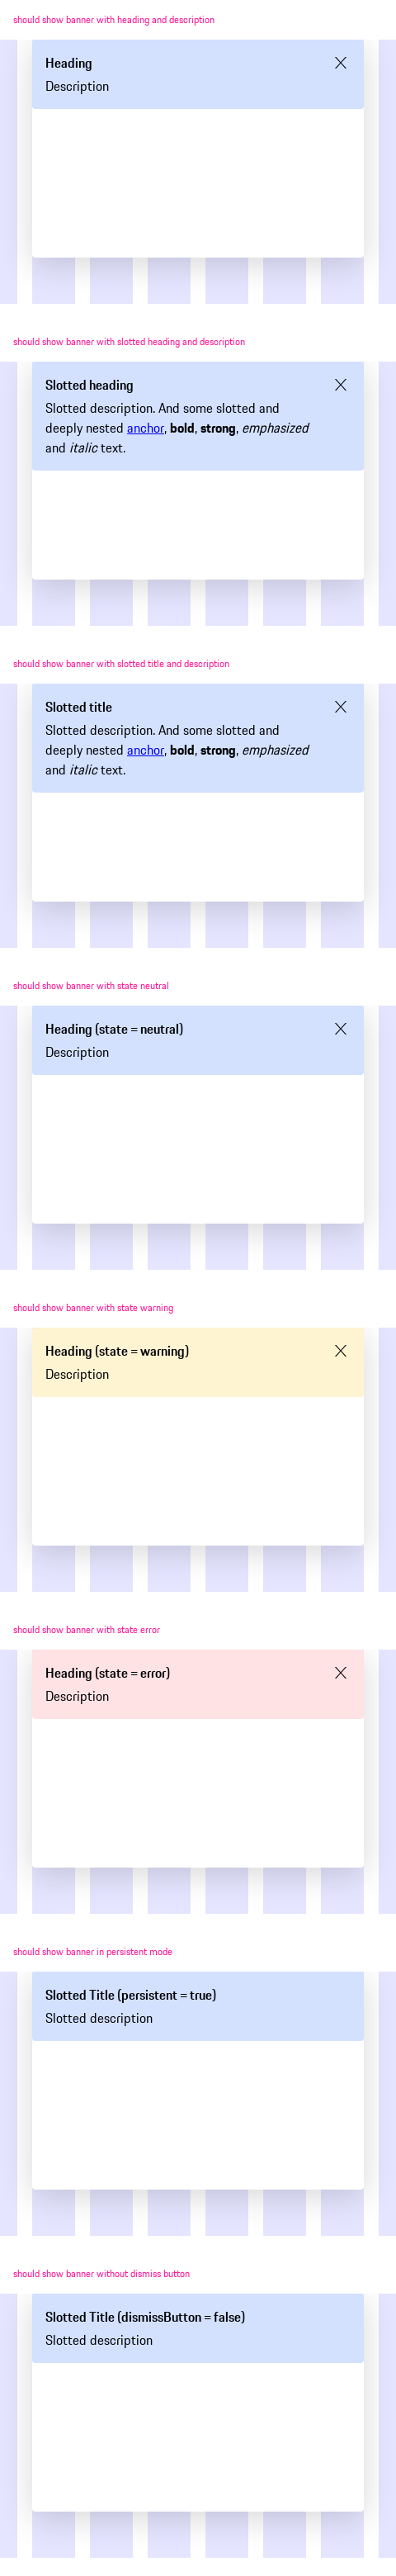 should show banner with heading and description
Heading
Description
should show banner with slotted heading and description
Slotted heading
Slotted description. And some slotted and
deeply nested anchor, bold, strong, emphasized
and italic text.
should show banner with slotted title and description
Slotted title
Slotted description. And some slotted and
deeply nested anchor, bold, strong, emphasized
and italic text.
should show banner with state neutral
Heading (state = neutral)
Description
should show banner with state warning
Heading (state = warning)
Description
should show banner with state error
Heading (state = error)
Description
should show banner in persistent mode
Slotted Title (persistent = true)
Slotted description
should show banner without dismiss button
Slotted Title (dismissButton = false)
Slotted description